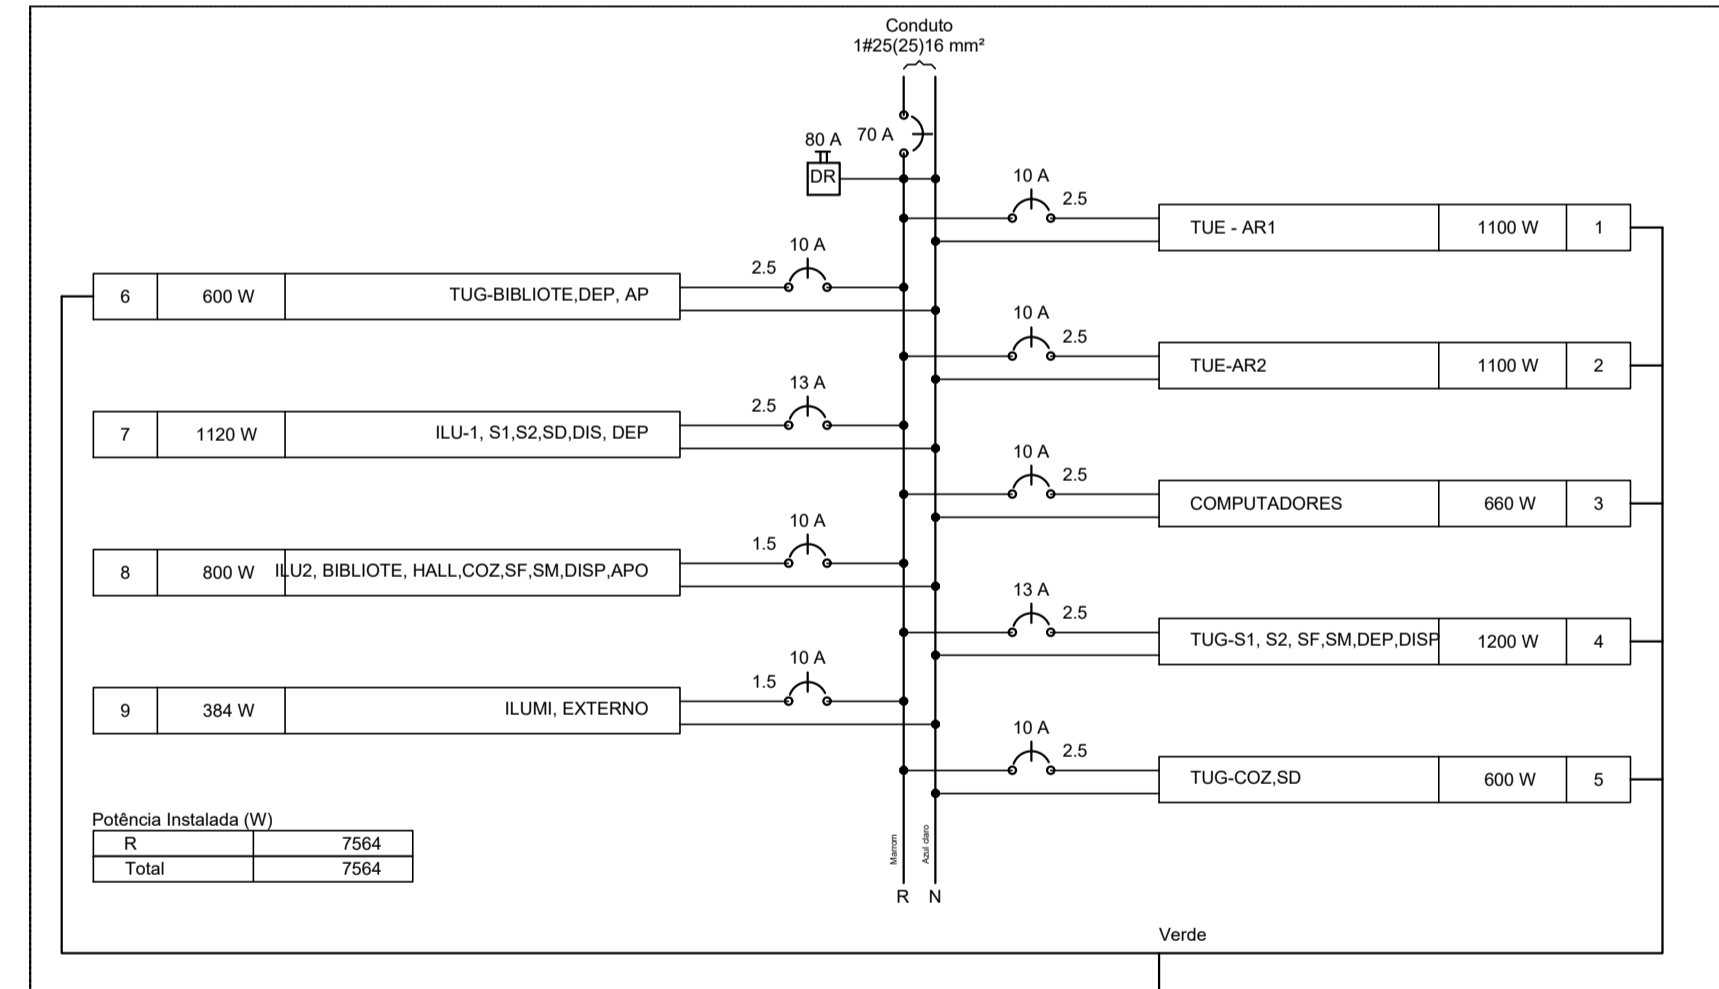 Conduto
1#25(25)16 mm²
70 A
80 A
DR
10 A
2.5
TUE - AR1 1100 W 1
10 A
2.5
6 600 W TUG-BIBLIOTE,DEP, AP
10 A
2.5
TUE-AR2 1100 W 2
13 A
2.5
7 1120 W ILU-1, S1,S2,SD,DIS, DEP
10 A
2.5
COMPUTADORES 660 W 3
10 A
1.5
8 800 W ILU2, BIBLIOTE, HALL,COZ,SF,SM,DISP,APO
13 A
2.5
TUG-S1, S2, SF,SM,DEP,DISP 1200 W 4
10 A
1.5
9 384 W ILUMI, EXTERNO
10 A
2.5
TUG-COZ,SD 600 W 5
Potência Instalada (W)
R 7564
Total 7564
Marrom
Azul claro
R N
Verde